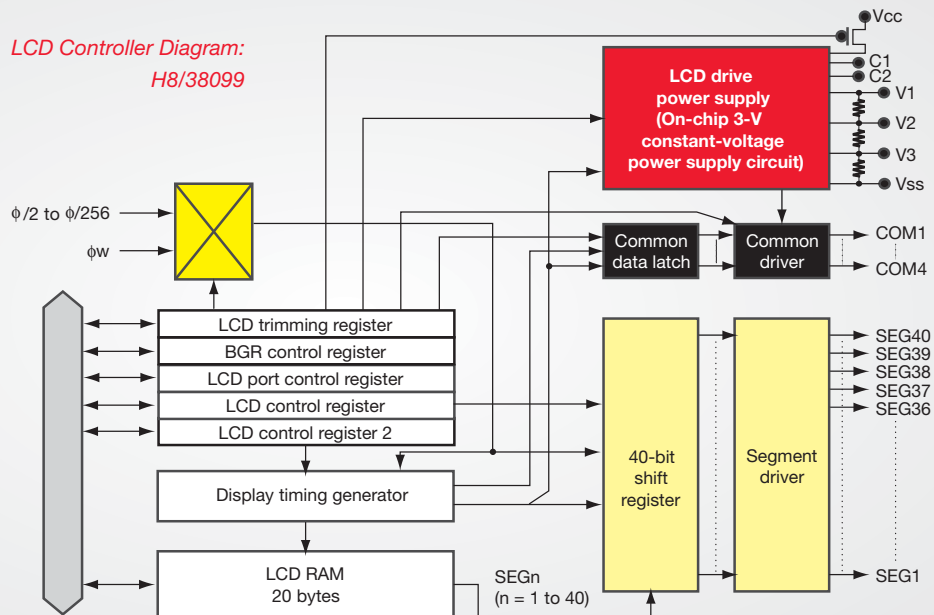 LCD Controller Diagram:
H8/38099
Vcc
C1
C2
V1
V2
V3
Vss
LCD drive
power supply
(On-chip 3-V
constant-voltage
power supply circuit)
ϕ/2 to ϕ/256
ϕw
Common
data latch
Common
driver
COM1
COM4
LCD trimming register
BGR control register
LCD port control register
LCD control register
LCD control register 2
Display timing generator
LCD RAM
20 bytes
SEGn
(n = 1 to 40)
40-bit
shift
register
Segment
driver
SEG40
SEG39
SEG38
SEG37
SEG36
SEG1